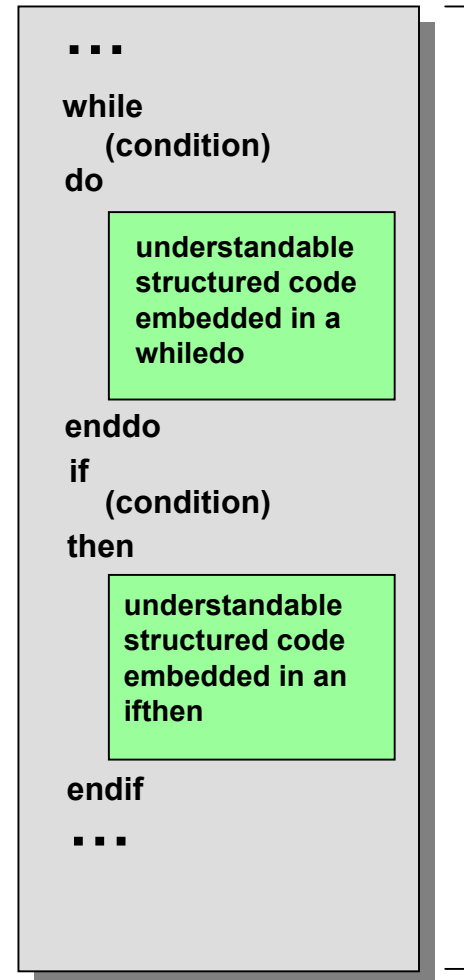 ...
while
(condition)
do
understandable
structured code
embedded in a
whiledo
enddo
if
(condition)
then
understandable
structured code
embedded in an
ifthen
endif
...